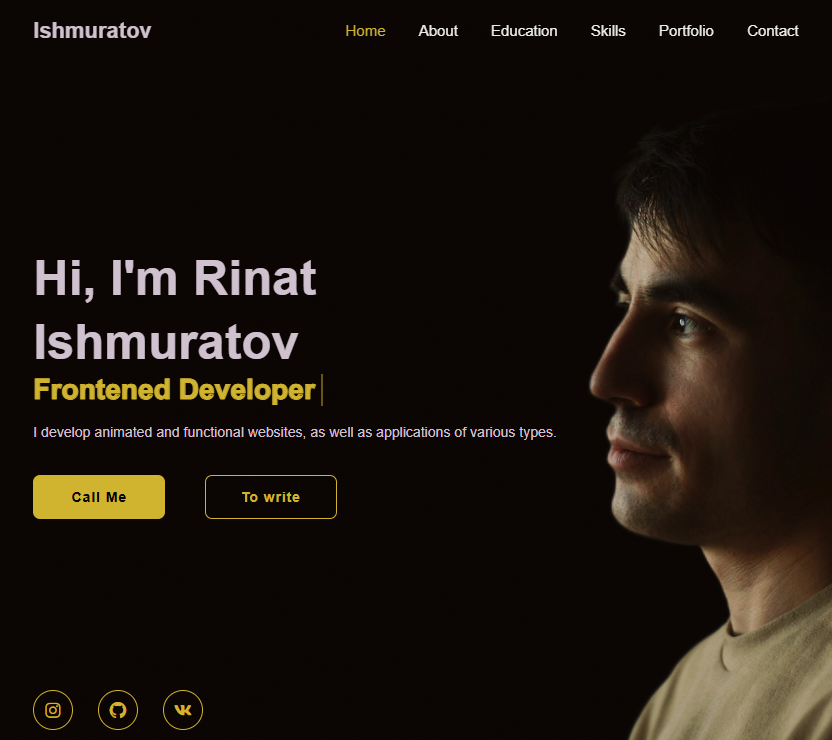 Ishmuratov
Home About Education Skills Portfolio Contact
Hi, I'm Rinat
Ishmuratov
Frontened Developer
I develop animated and functional websites, as well as applications of various types.
Call Me
To write